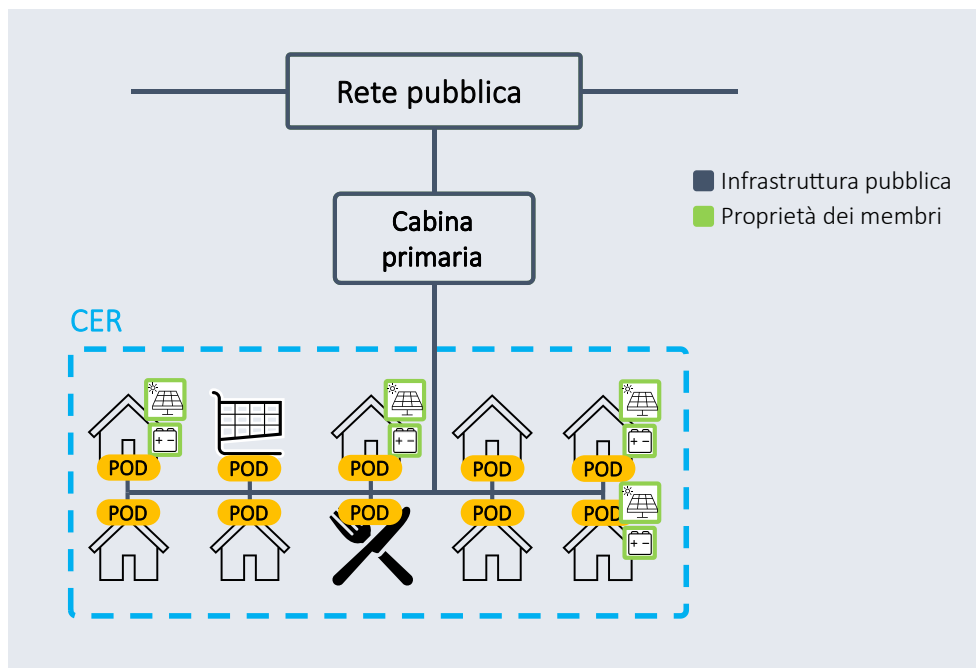 Rete pubblica
Cabina
primaria
Infrastruttura pubblica
Proprietà dei membri
CER
POD POD POD POD POD
POD POD POD POD POD